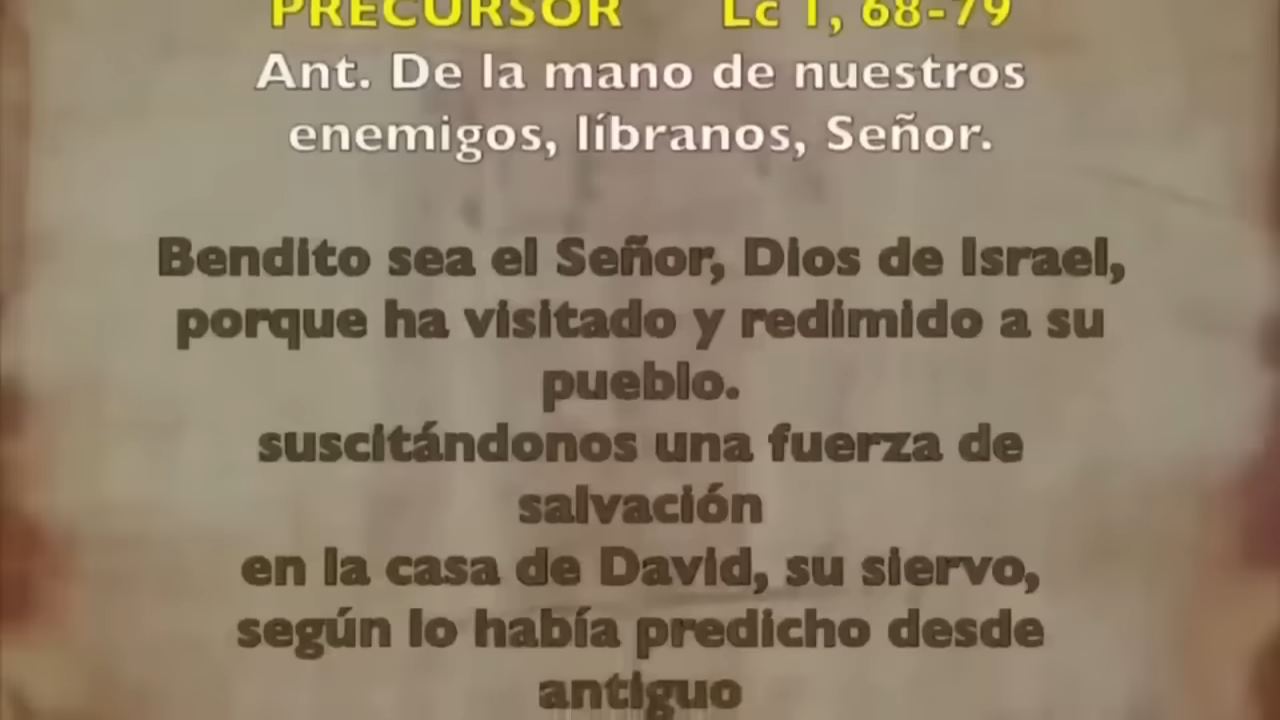 PRECURSOR Lc 1, 68-79
Ant. De la mano de nuestros
enemigos, líbranos, Señor.
Bendito sea el Señor, Dios de Israel,
porque ha visitado y redimido a su
pueblo.
suscitándonos una fuerza de
salvación
en la casa de David, su siervo,
según lo había predicho desde
antiguo